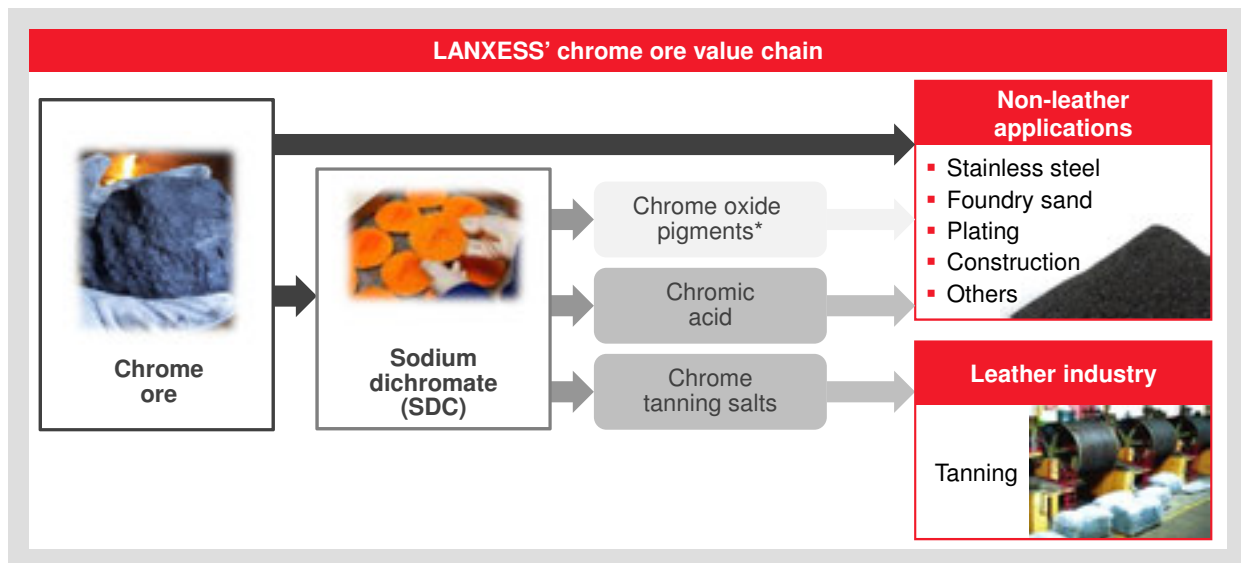 LANXESS’ chrome ore value chain
Chrome
ore
Sodium
dichromate
(SDC)
Chrome oxide
pigments*
Chromic
acid
Chrome
tanning salts
Non-leather
applications
▪ Stainless steel
▪ Foundry sand
▪ Plating
▪ Construction
▪ Others
Leather industry
Tanning